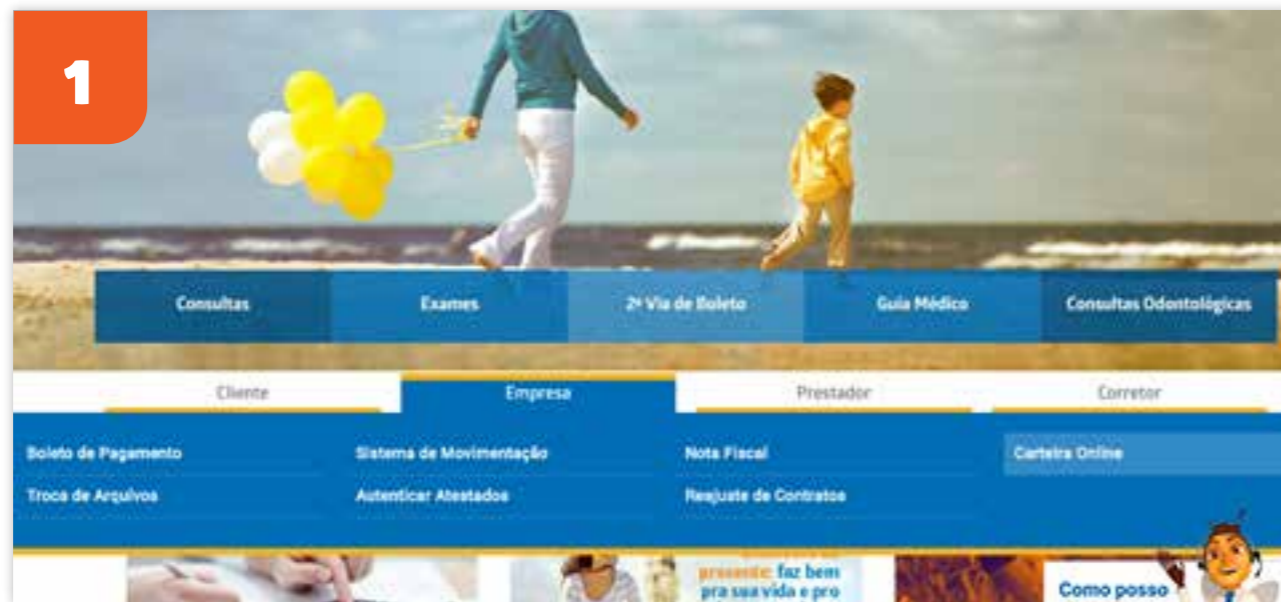 1
Consultas Exames 2ª Via de Boleto Guia Médico Consultas Odontológicas
Cliente Empresa Prestador Corretor
Boleto de Pagamento Sistema de Movimentação Nota Fiscal Carteira Online
Troca de Arquivos Autenticar Atestados Reajuste de Contratos
presente: faz bem
pra sua vida e pro
Como posso